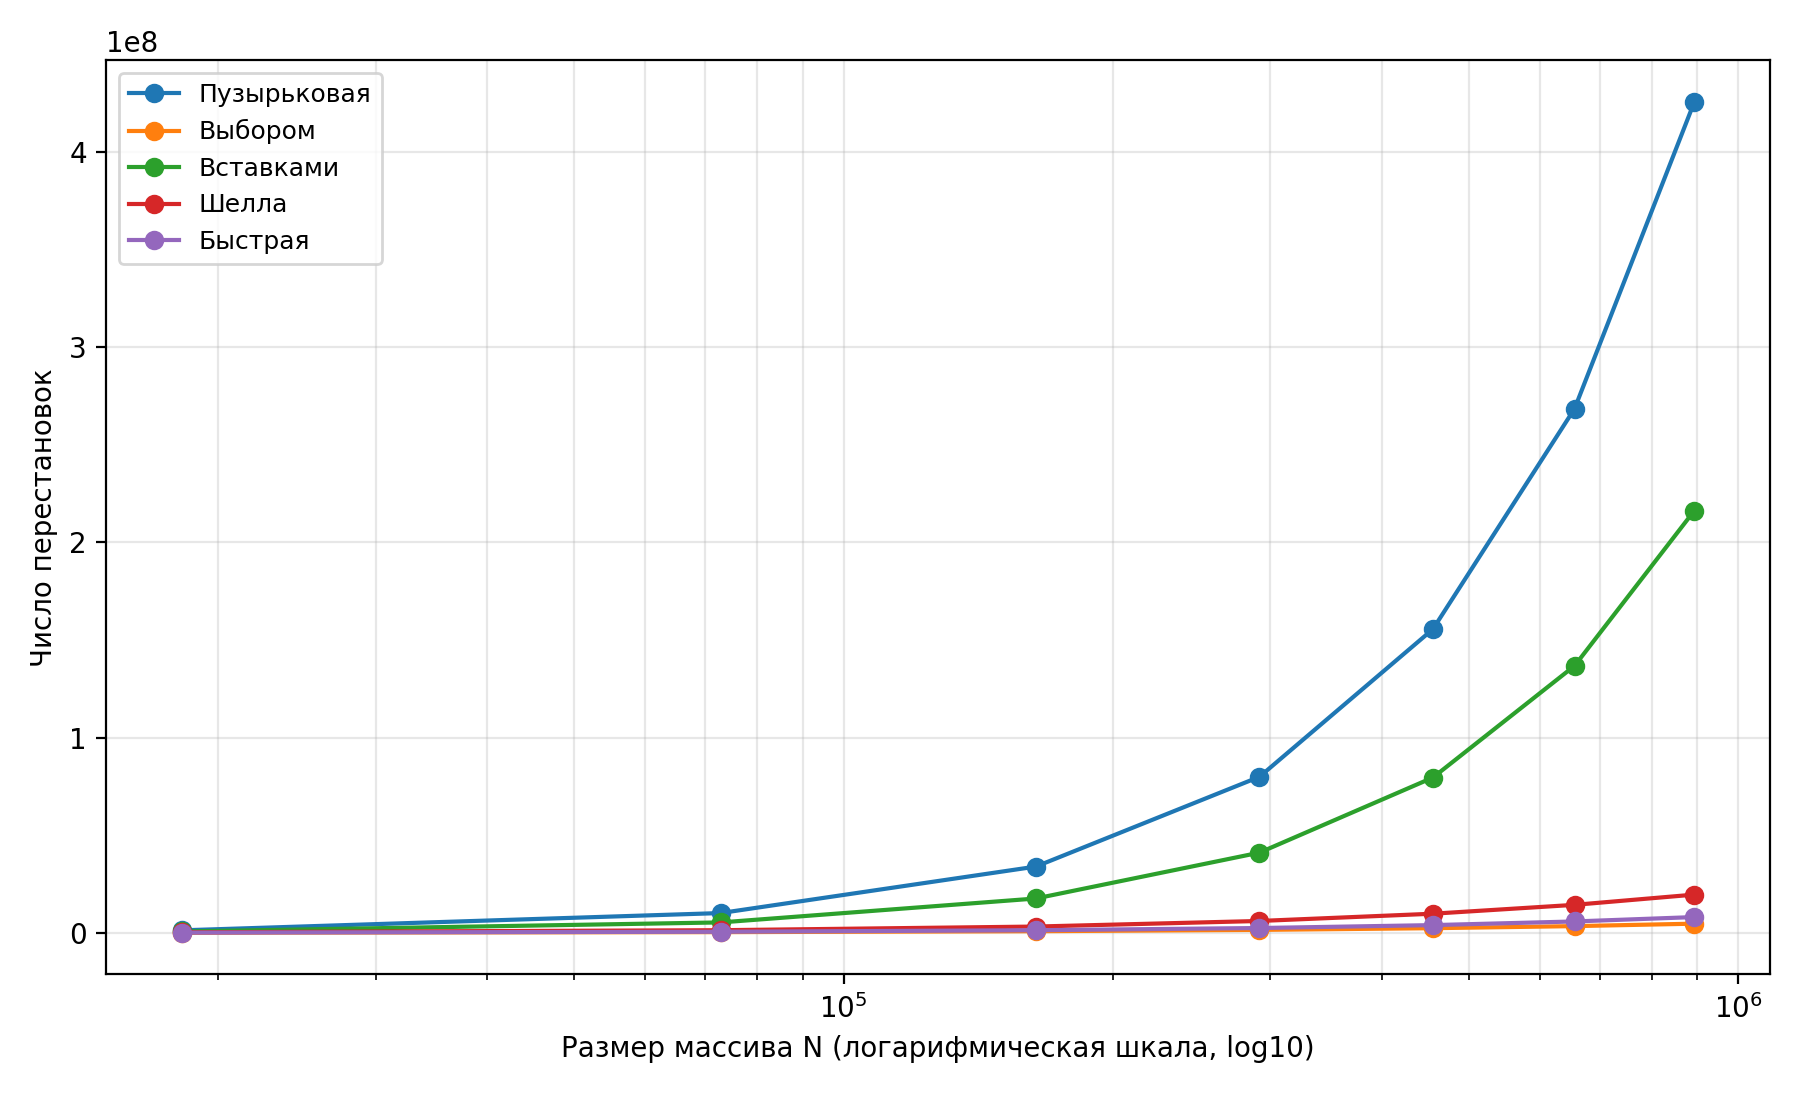 1e8
Пузырьковая
Выбором
Вставками
Шелла
Быстрая
4
3
2
1
0
Число перестановок
10⁵
10⁶
Размер массива N (логарифмическая шкала, log10)